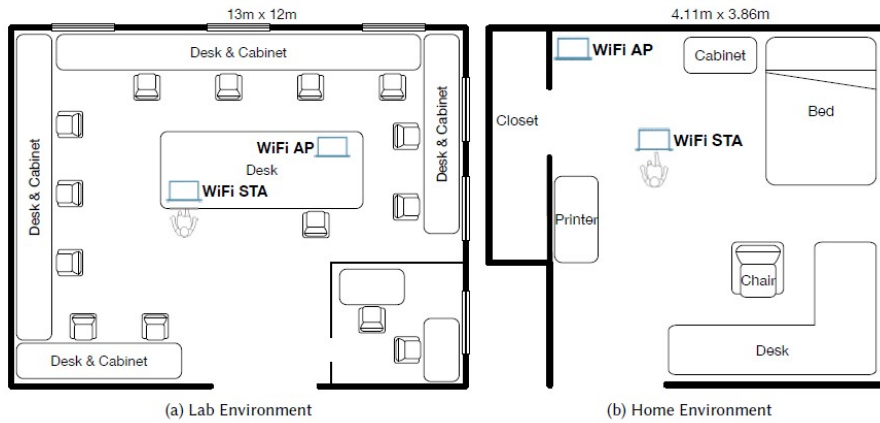 13m x 12m
Desk & Cabinet
Desk & Cabinet
Desk & Cabinet
WiFi AP
Desk
WiFi STA
Desk & Cabinet
(a) Lab Environment
4.11m x 3.86m
WiFi AP
Cabinet
Bed
Closet
WiFi STA
Printer
Chair
Desk
(b) Home Environment